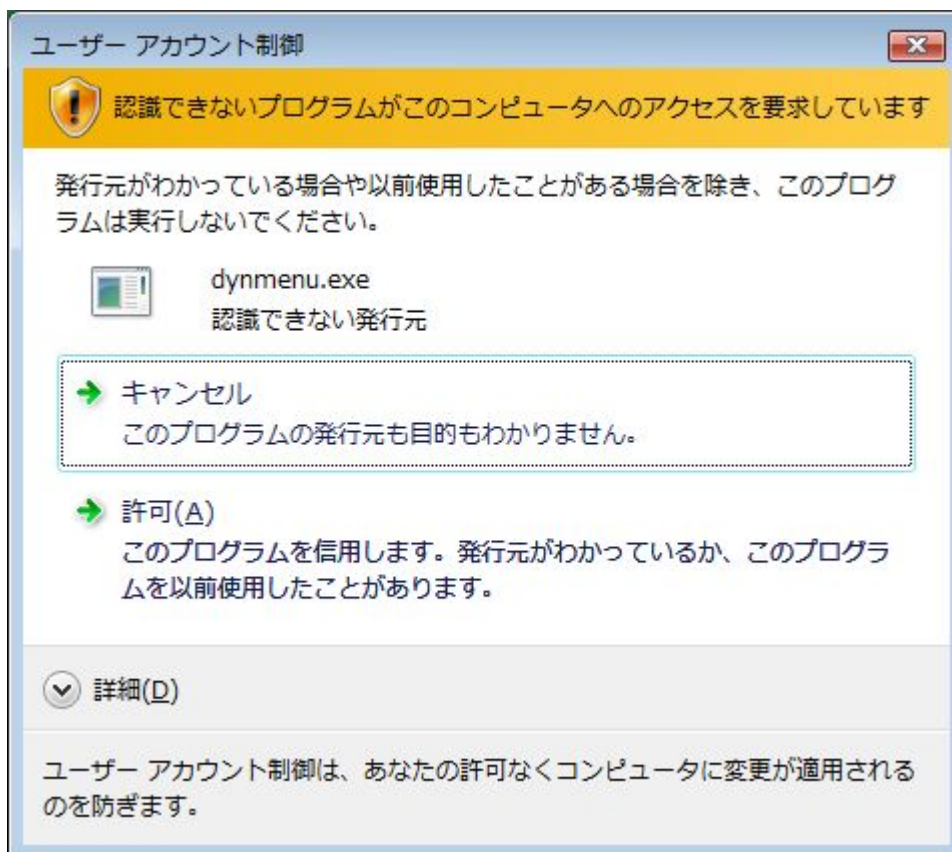 ユーザー アカウント制御
認識できないプログラムがこのコンピュータへのアクセスを要求しています
発行元がわかっている場合や以前使用したことがある場合を除き、このプログ
ラムは実行しないでください。
dynmenu.exe
認識できない発行元
キャンセル
このプログラムの発行元も目的もわかりません。
許可(A)
このプログラムを信用します。発行元がわかっているか、このプログラ
ムを以前使用したことがあります。
詳細(D)
ユーザー アカウント制御は、あなたの許可なくコンピュータに変更が適用される
のを防ぎます。